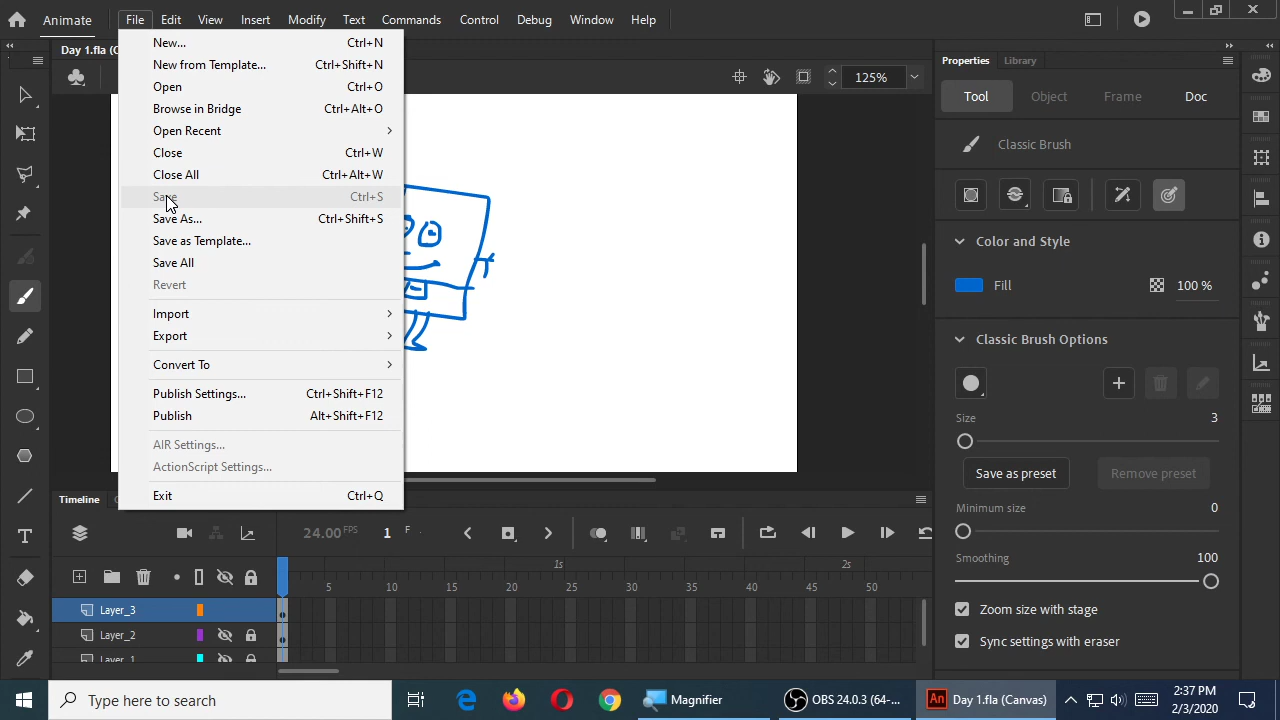 Animate
File Edit View Insert Modify Text Commands Control Debug Window Help
Day 1.fla (C
New... Ctrl+N
New from Template... Ctrl+Shift+N
Open Ctrl+O
Browse in Bridge Ctrl+Alt+O
Open Recent
Close Ctrl+W
Close All Ctrl+Alt+W
Save Ctrl+S
Save As... Ctrl+Shift+S
Save as Template...
Save All
Revert
Import
Export
Convert To
Publish Settings... Ctrl+Shift+F12
Publish Alt+Shift+F12
AIR Settings...
ActionScript Settings...
Exit Ctrl+Q
125%
Properties Library
Tool Object Frame Doc
Classic Brush
Color and Style
Fill 100 %
Classic Brush Options
Size 3
Save as preset Remove preset
Minimum size 0
Smoothing 100
Zoom size with stage
Sync settings with eraser
Timeline
24.00 FPS 1 F
1s 2s
5 10 15 20 25 30 35 40 45 50
Layer_3
Layer_2
Layer_1
Type here to search
Magnifier
OBS 24.0.3 (64-...
An Day 1.fla (Canvas)
2:37 PM
2/3/2020